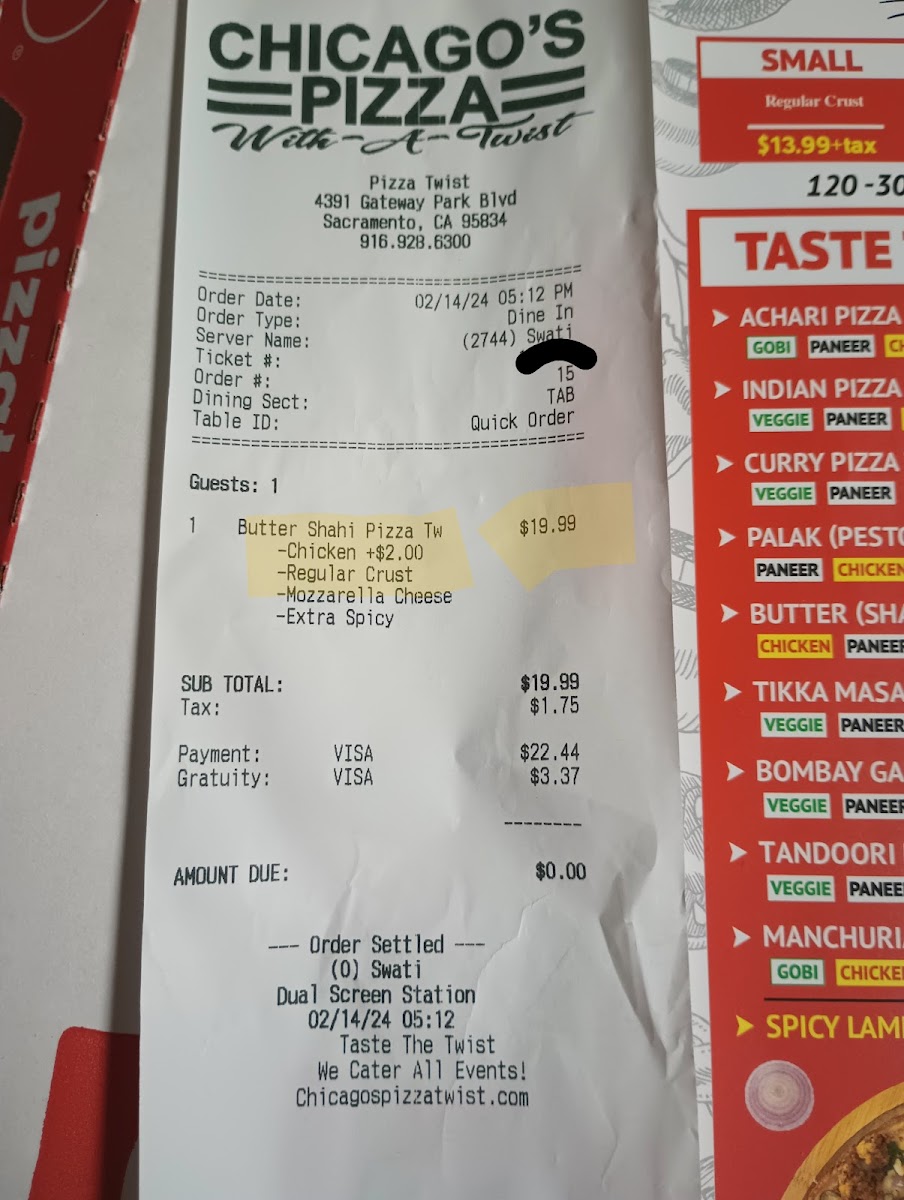 CHICAGO'S
PIZZA
With-A-Twist
Pizza Twist
4391 Gateway Park Blvd
Sacramento, CA 95834
916.928.6300
Order Date: 02/14/24 05:12 PM
Order Type: Dine In
Server Name: (2744) Swati
Ticket #:
Order #: 15
Dining Sect: TAB
Table ID: Quick Order
Guests: 1
1 Butter Shahi Pizza Tw $19.99
-Chicken +$2.00
-Regular Crust
-Mozzarella Cheese
-Extra Spicy
SUB TOTAL: $19.99
Tax: $1.75
Payment: VISA $22.44
Gratuity: VISA $3.37
AMOUNT DUE: $0.00
--- Order Settled ---
(0) Swati
Dual Screen Station
02/14/24 05:12
Taste The Twist
We Cater All Events!
Chicagospizzatwist.com
pizza
SMALL
Regular Crust
$13.99+tax
120 -30
TASTE
ACHARI PIZZA
GOBI PANEER
INDIAN PIZZA
VEGGIE PANEER
CURRY PIZZA
VEGGIE PANEER
PALAK (PESTO
PANEER CHICKEN
BUTTER (SHA
CHICKEN PANEER
TIKKA MASA
VEGGIE PANEER
BOMBAY GA
VEGGIE PANEER
TANDOORI
VEGGIE PANEE
MANCHURI
GOBI CHICKE
SPICY LAM